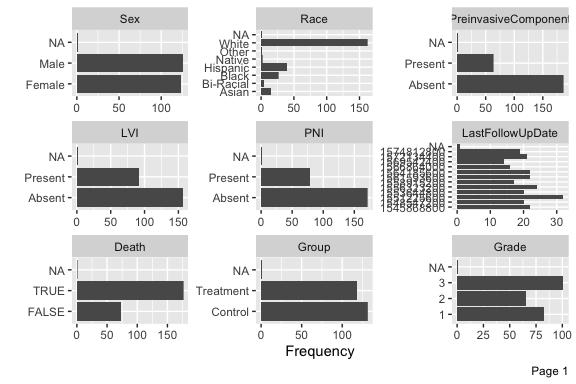 Sex
Race
PreinvasiveComponent
NA
Male
Female
0 50 100
NA
White
Other
Native
Hispanic
Black
Bi-Racial
Asian
0 50 100 150
NA
Present
Absent
0 50 100 150
LVI
PNI
LastFollowUpDate
NA
Present
Absent
0 50 100 150
NA
Present
Absent
0 50 100 150
NA
1574812800
1545868800
0 10 20 30
Death
Group
Grade
NA
TRUE
FALSE
0 50 100 150
NA
Treatment
Control
0 50 100
NA
3
2
1
0 25 50 75 100
Frequency
Page 1